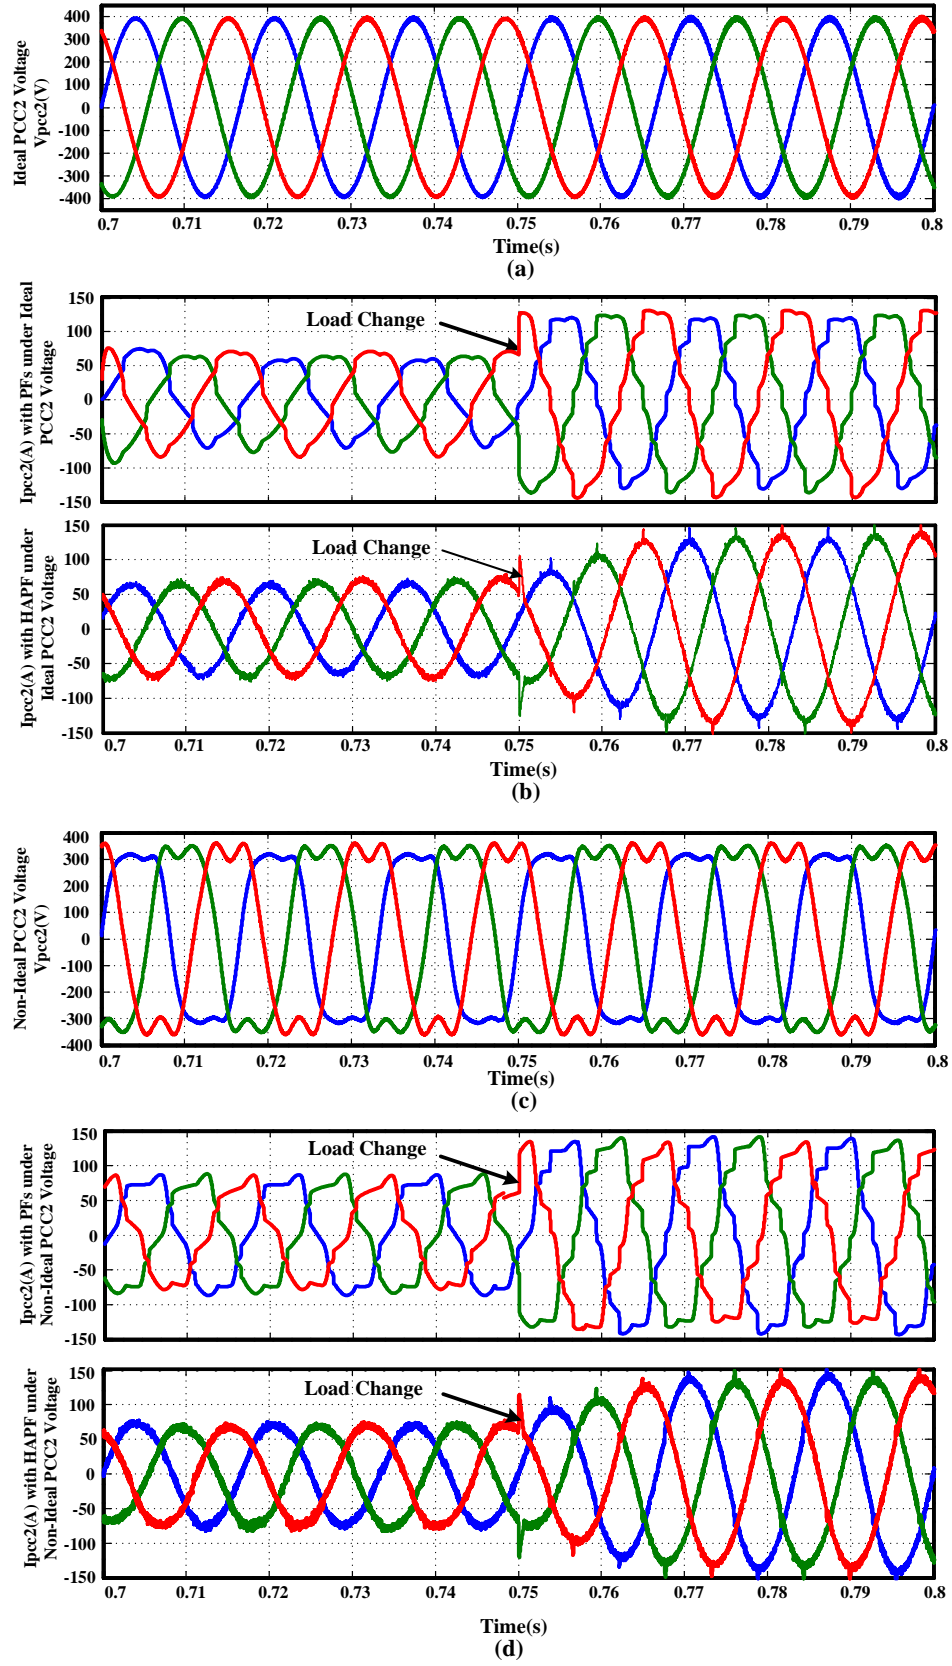 Ideal PCC2 Voltage
Vpcc2(V)
400
300
200
100
0
-100
-200
-300
-400
0.7 0.71 0.72 0.73 0.74 0.75 0.76 0.77 0.78 0.79 0.8
Time(s)
(a)
Ipcc2(A) with PFs under Ideal
PCC2 Voltage
150
100
50
0
-50
-100
-150
Load Change
Ipcc2(A) with HAPF under
Ideal PCC2 Voltage
150
100
50
0
-50
-100
-150
Load Change
0.7 0.71 0.72 0.73 0.74 0.75 0.76 0.77 0.78 0.79 0.8
Time(s)
(b)
Non-Ideal PCC2 Voltage
Vpcc2(V)
400
300
200
100
0
-100
-200
-300
-400
0.7 0.71 0.72 0.73 0.74 0.75 0.76 0.77 0.78 0.79 0.8
Time(s)
(c)
Ipcc2(A) with PFs under
Non-Ideal PCC2 Voltage
150
100
50
0
-50
-100
-150
Load Change
Ipcc2(A) with HAPF under
Non-Ideal PCC2 Voltage
150
100
50
0
-50
-100
-150
Load Change
0.7 0.71 0.72 0.73 0.74 0.75 0.76 0.77 0.78 0.79 0.8
Time(s)
(d)